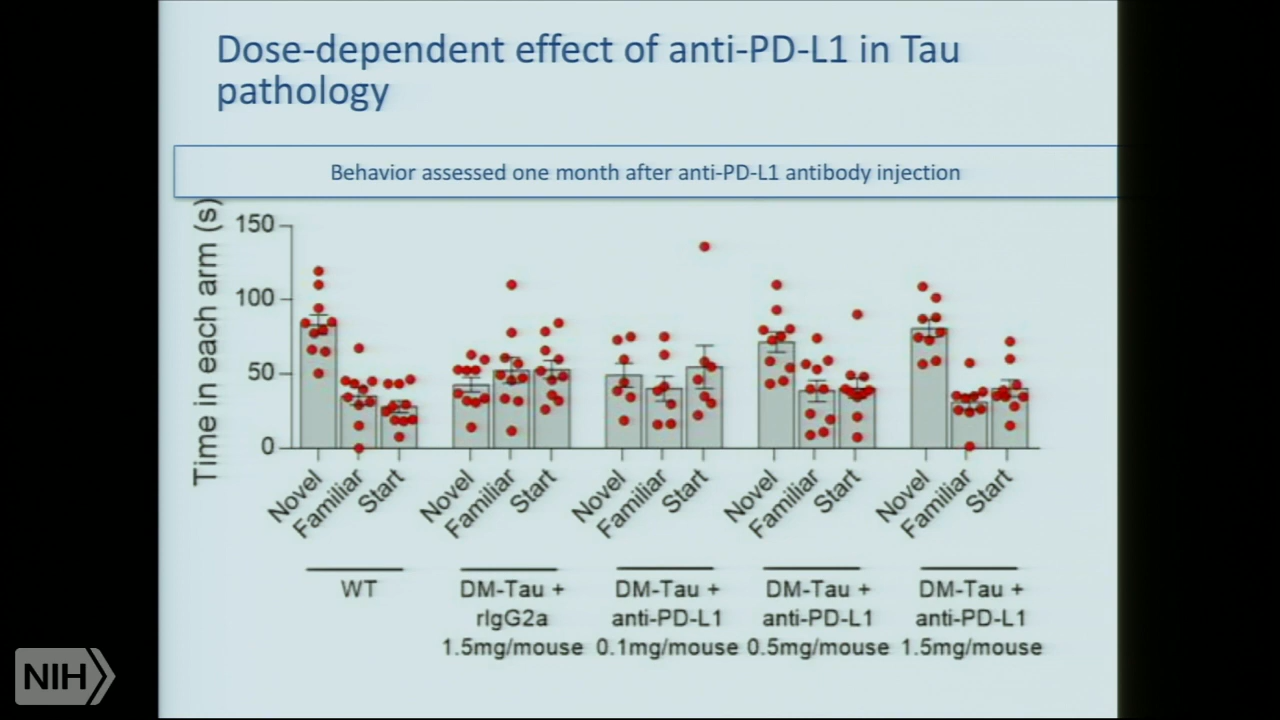 Dose-dependent effect of anti-PD-L1 in Tau
pathology
Behavior assessed one month after anti-PD-L1 antibody injection
Time in each arm (s)
150
100
50
0
Novel
Familiar
Start
Novel
Familiar
Start
Novel
Familiar
Start
Novel
Familiar
Start
Novel
Familiar
Start
WT
DM-Tau +
rIgG2a
1.5mg/mouse
DM-Tau +
anti-PD-L1
0.1mg/mouse
DM-Tau +
anti-PD-L1
0.5mg/mouse
DM-Tau +
anti-PD-L1
1.5mg/mouse
NIH